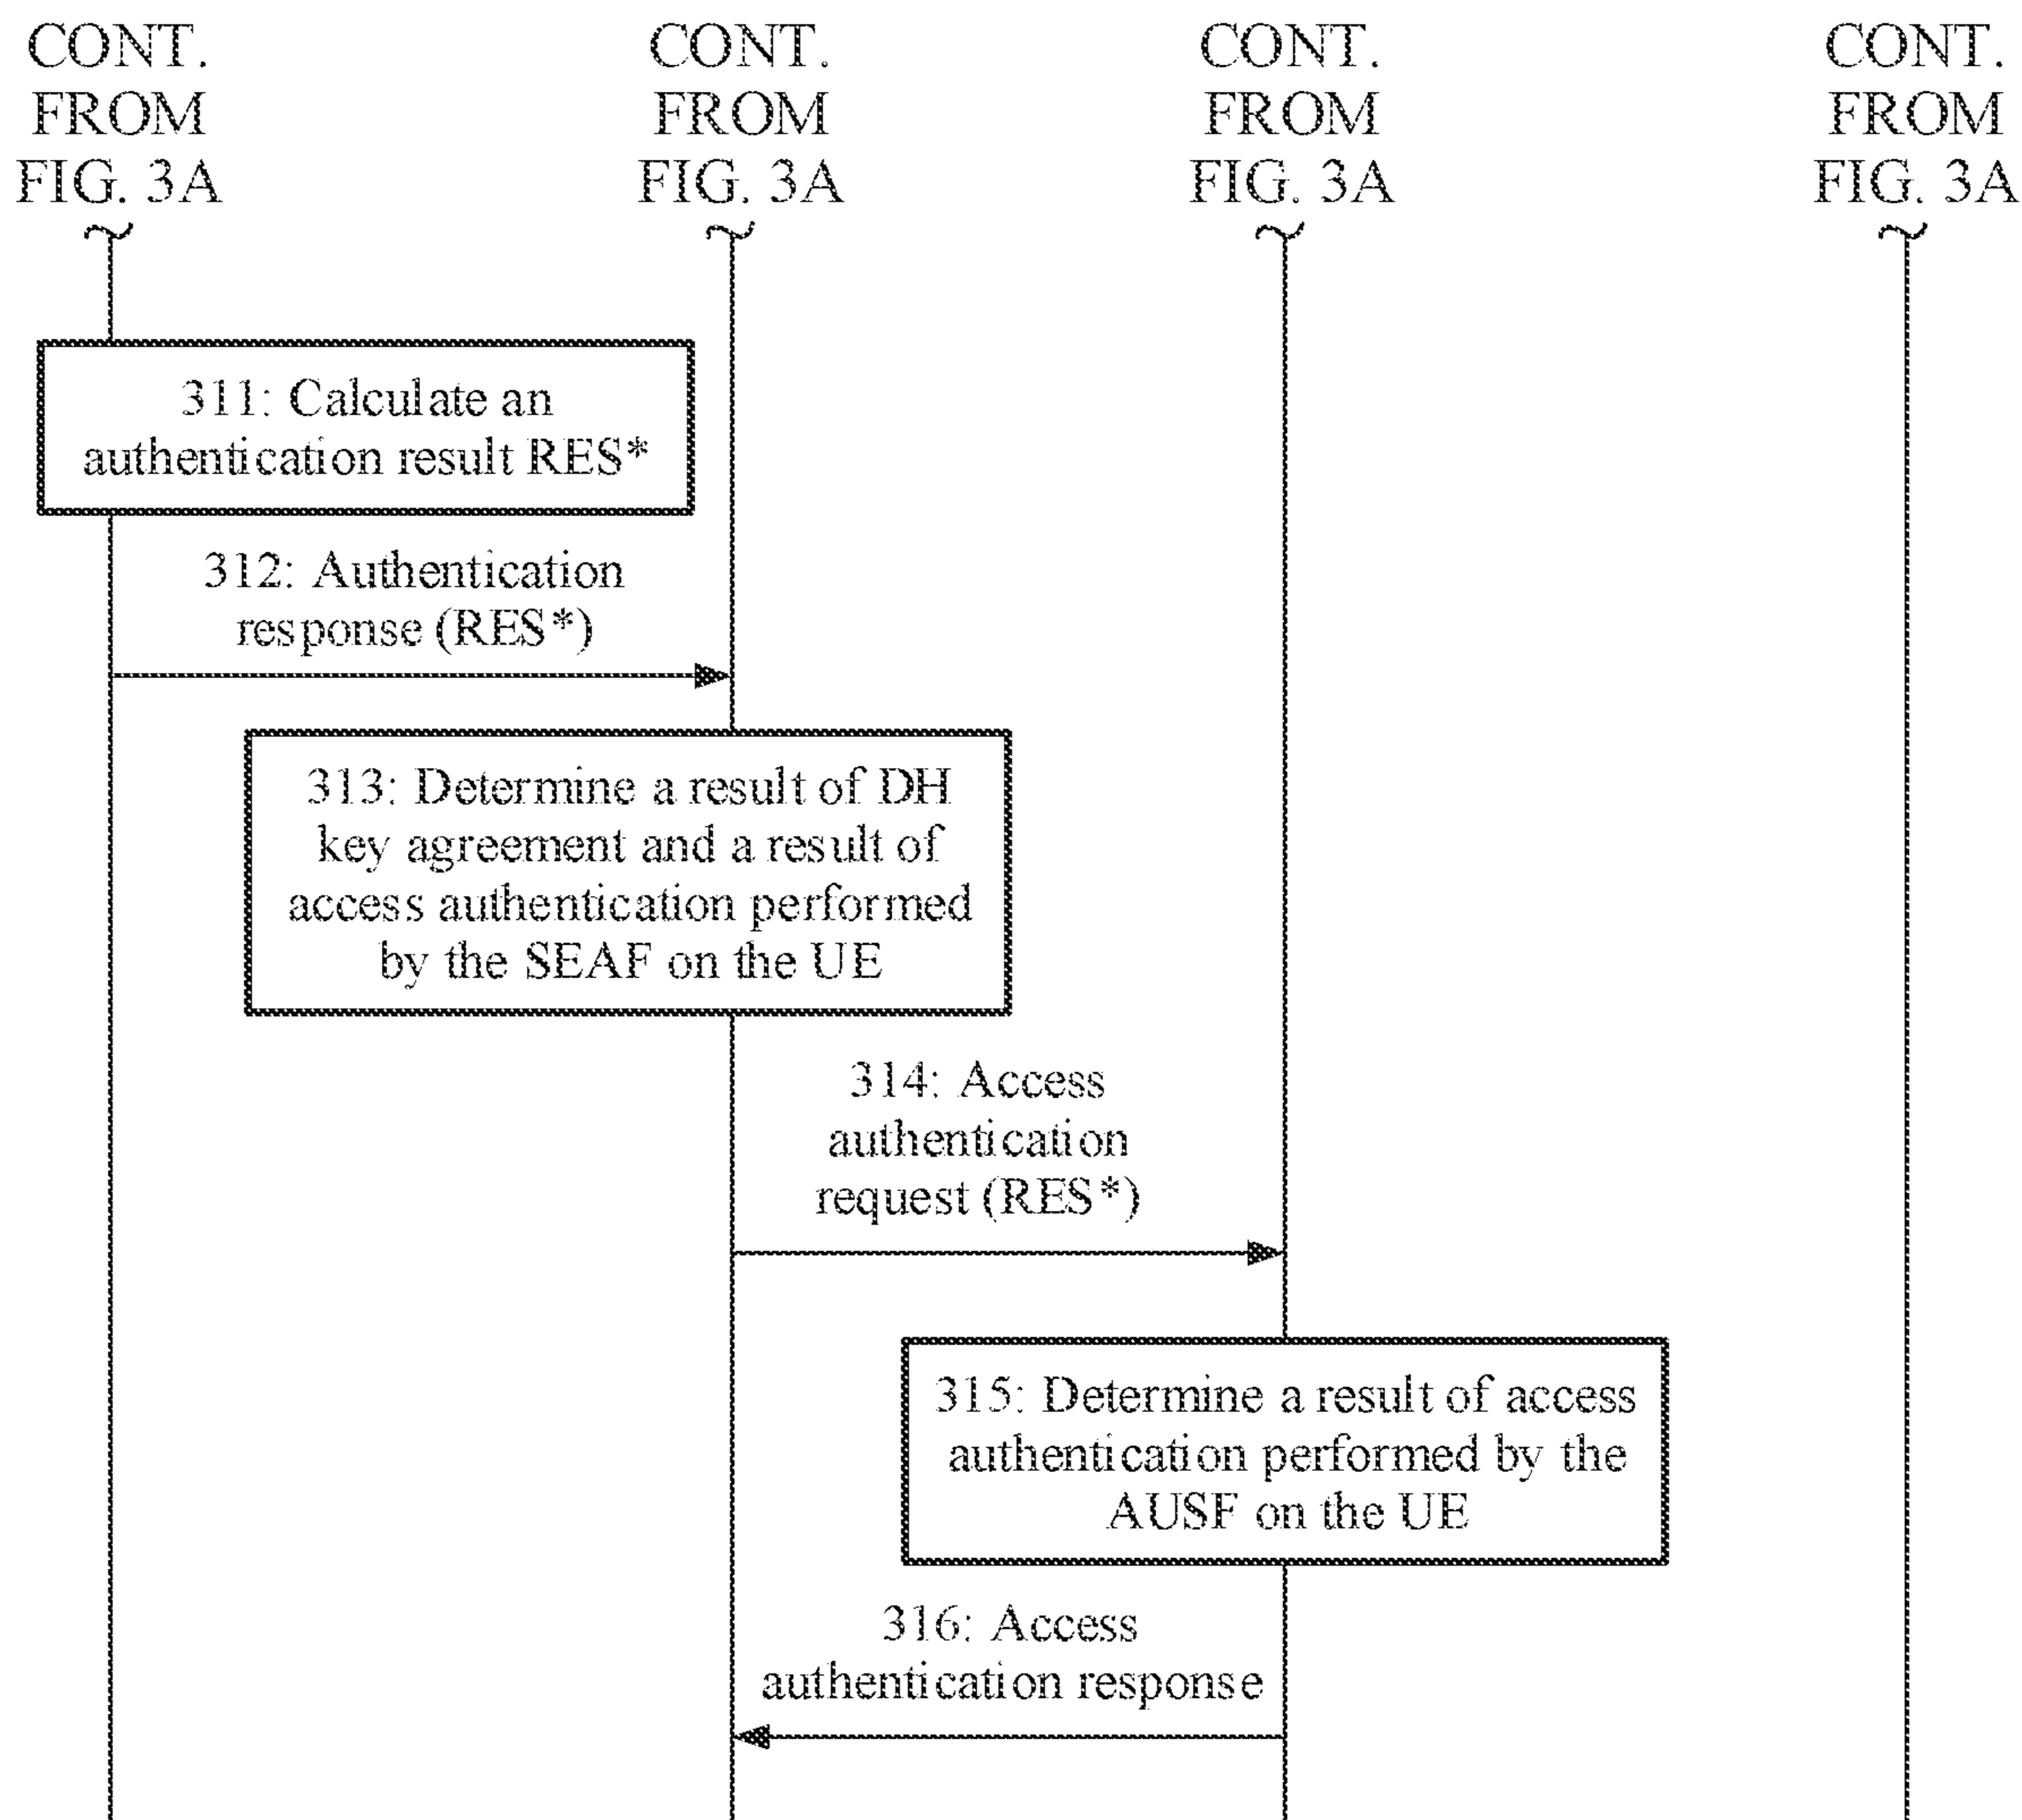 CONT.
FROM
FIG. 3A
CONT.
FROM
FIG. 3A
CONT.
FROM
FIG. 3A
CONT.
FROM
FIG. 3A
311: Calculate an
authentication result RES*
312: Authentication
response (RES*)
313: Determine a result of DH
key agreement and a result of
access authentication performed
by the SEAF on the UE
314: Access
authentication
request (RES*)
315: Determine a result of access
authentication performed by the
AUSF on the UE
316: Access
authentication response